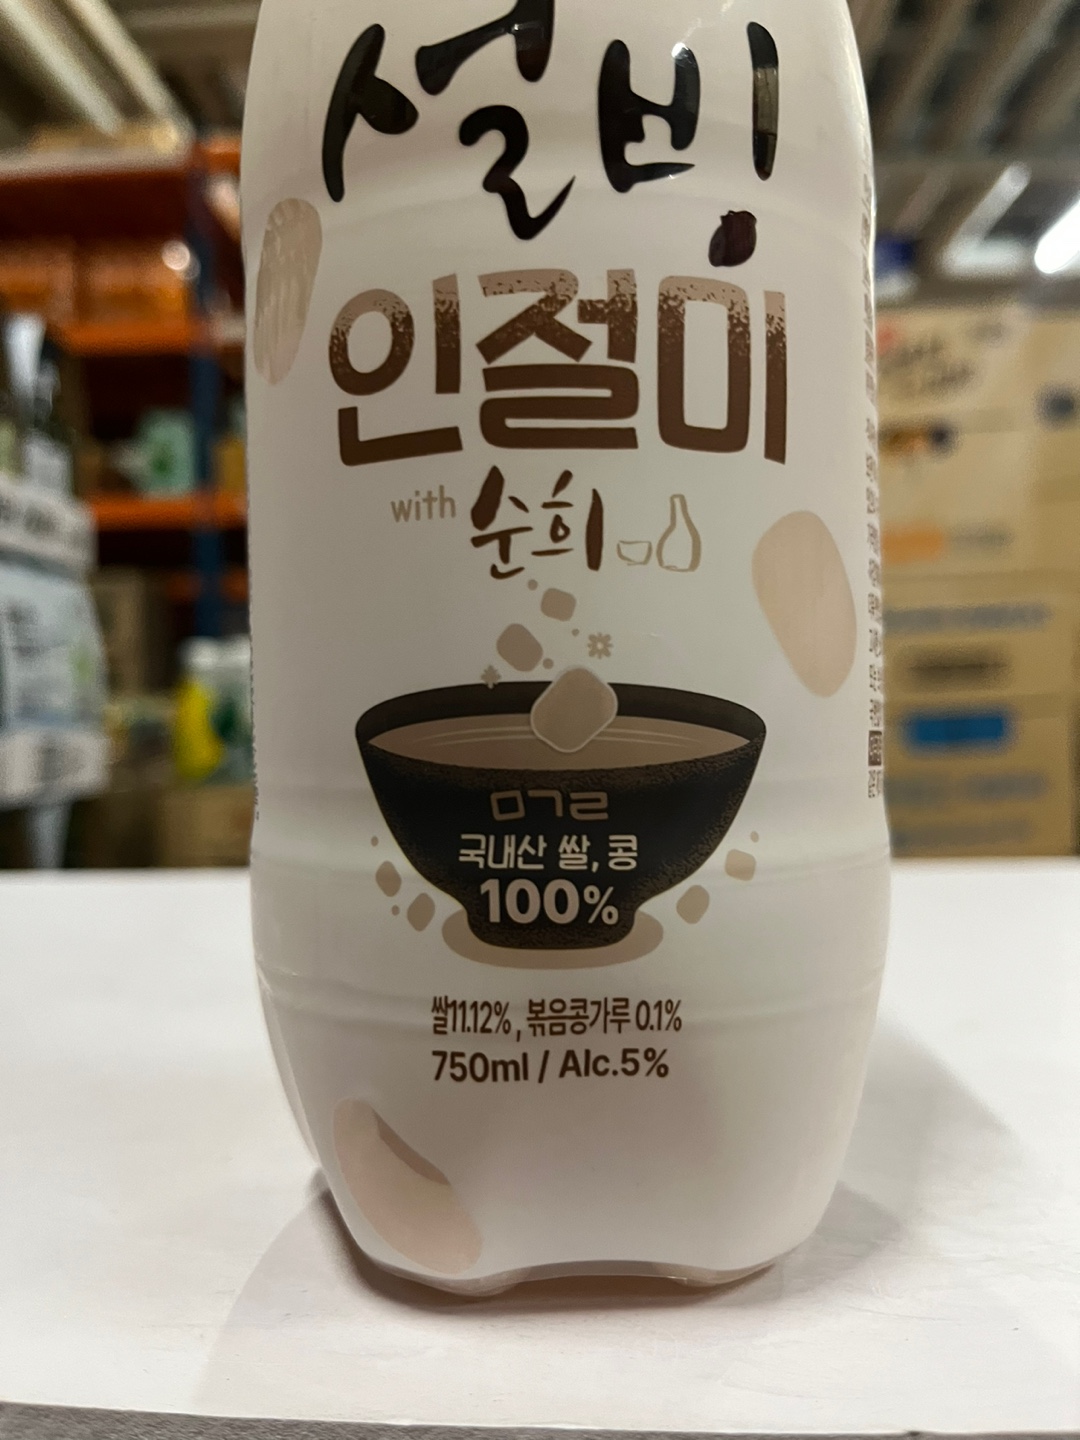 설빙
인절미
with 순희
ㅁㄱㄹ
국내산 쌀, 콩
100%
쌀11.12%, 볶음콩가루 0.1%
750ml / Alc.5%